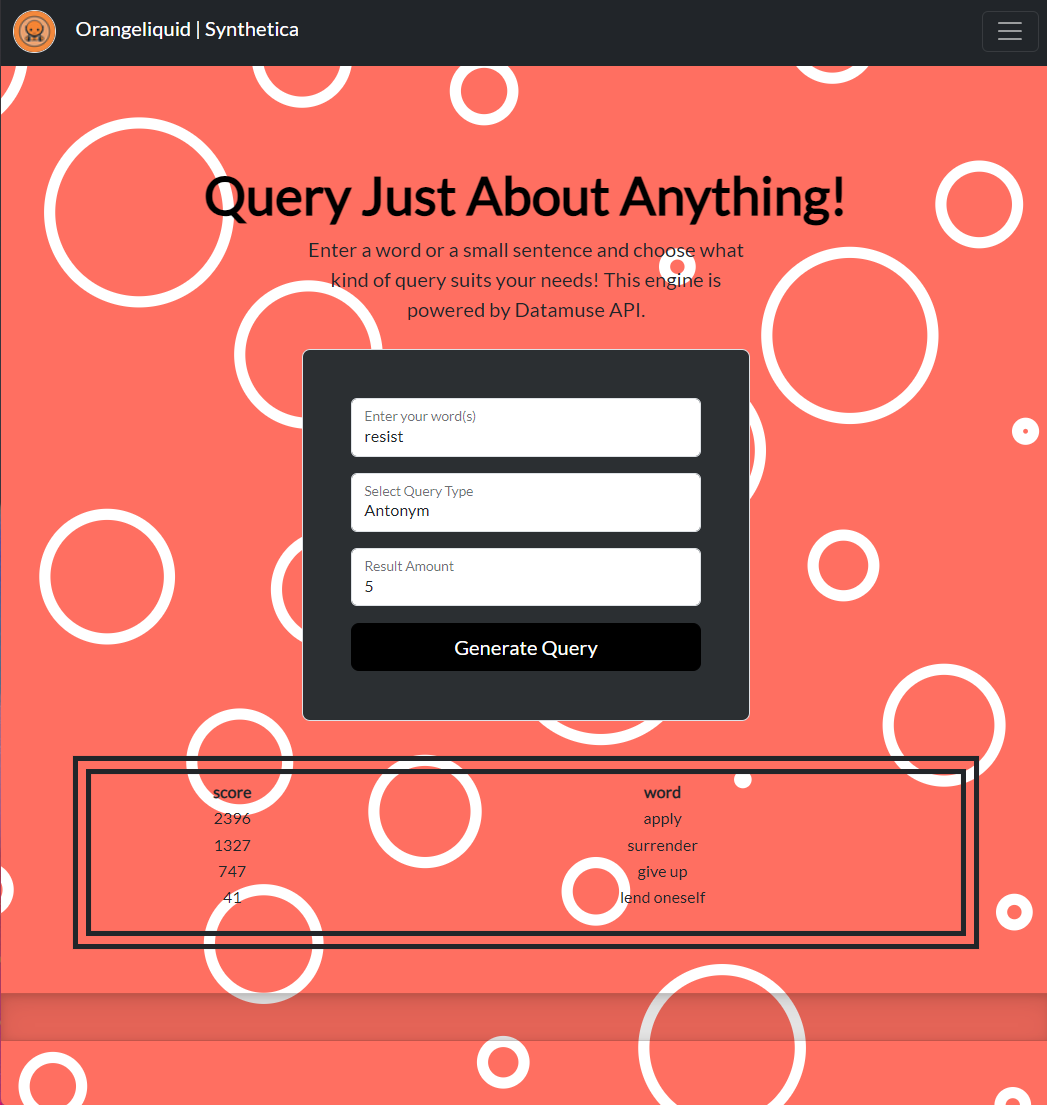 Orangeliquid | Synthetica
Query Just About Anything!
Enter a word or a small sentence and choose what
kind of query suits your needs! This engine is
powered by Datamuse API.
Enter your word(s)
resist
Select Query Type
Antonym
Result Amount
5
Generate Query
score word
2396 apply
1327 surrender
747 give up
41 lend oneself